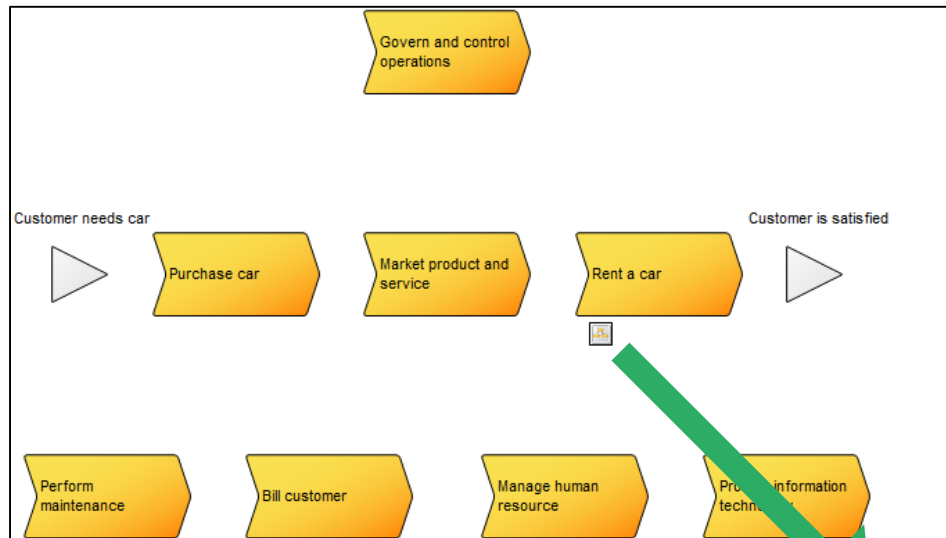 Govern and control
operations
Customer needs car
Customer is satisfied
Purchase car
Market product and
service
Rent a car
Perform
maintenance
Bill customer
Manage human
resource
information